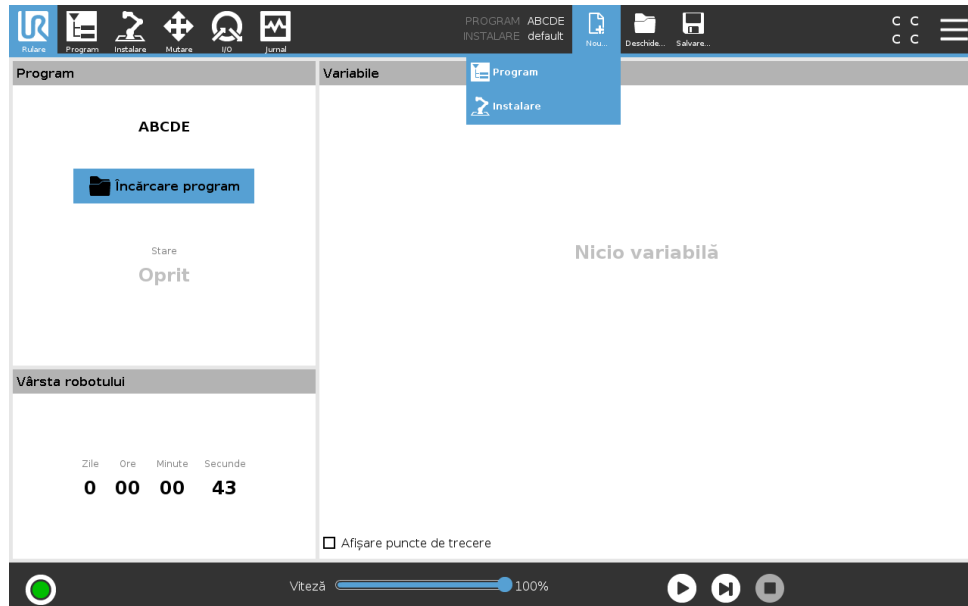 PROGRAM ABCDE
INSTALARE default
Rulare Program Instalare Mutare I/O Jurnal Nou... Deschide... Salvare...
C C
C C
Program
Instalare
Program
Variabile
ABCDE
Încărcare program
Stare
Oprit
Nicio variabilă
Vârsta robotului
Zile Ore Minute Secunde
0 00 00 43
Afișare puncte de trecere
Viteză 100%